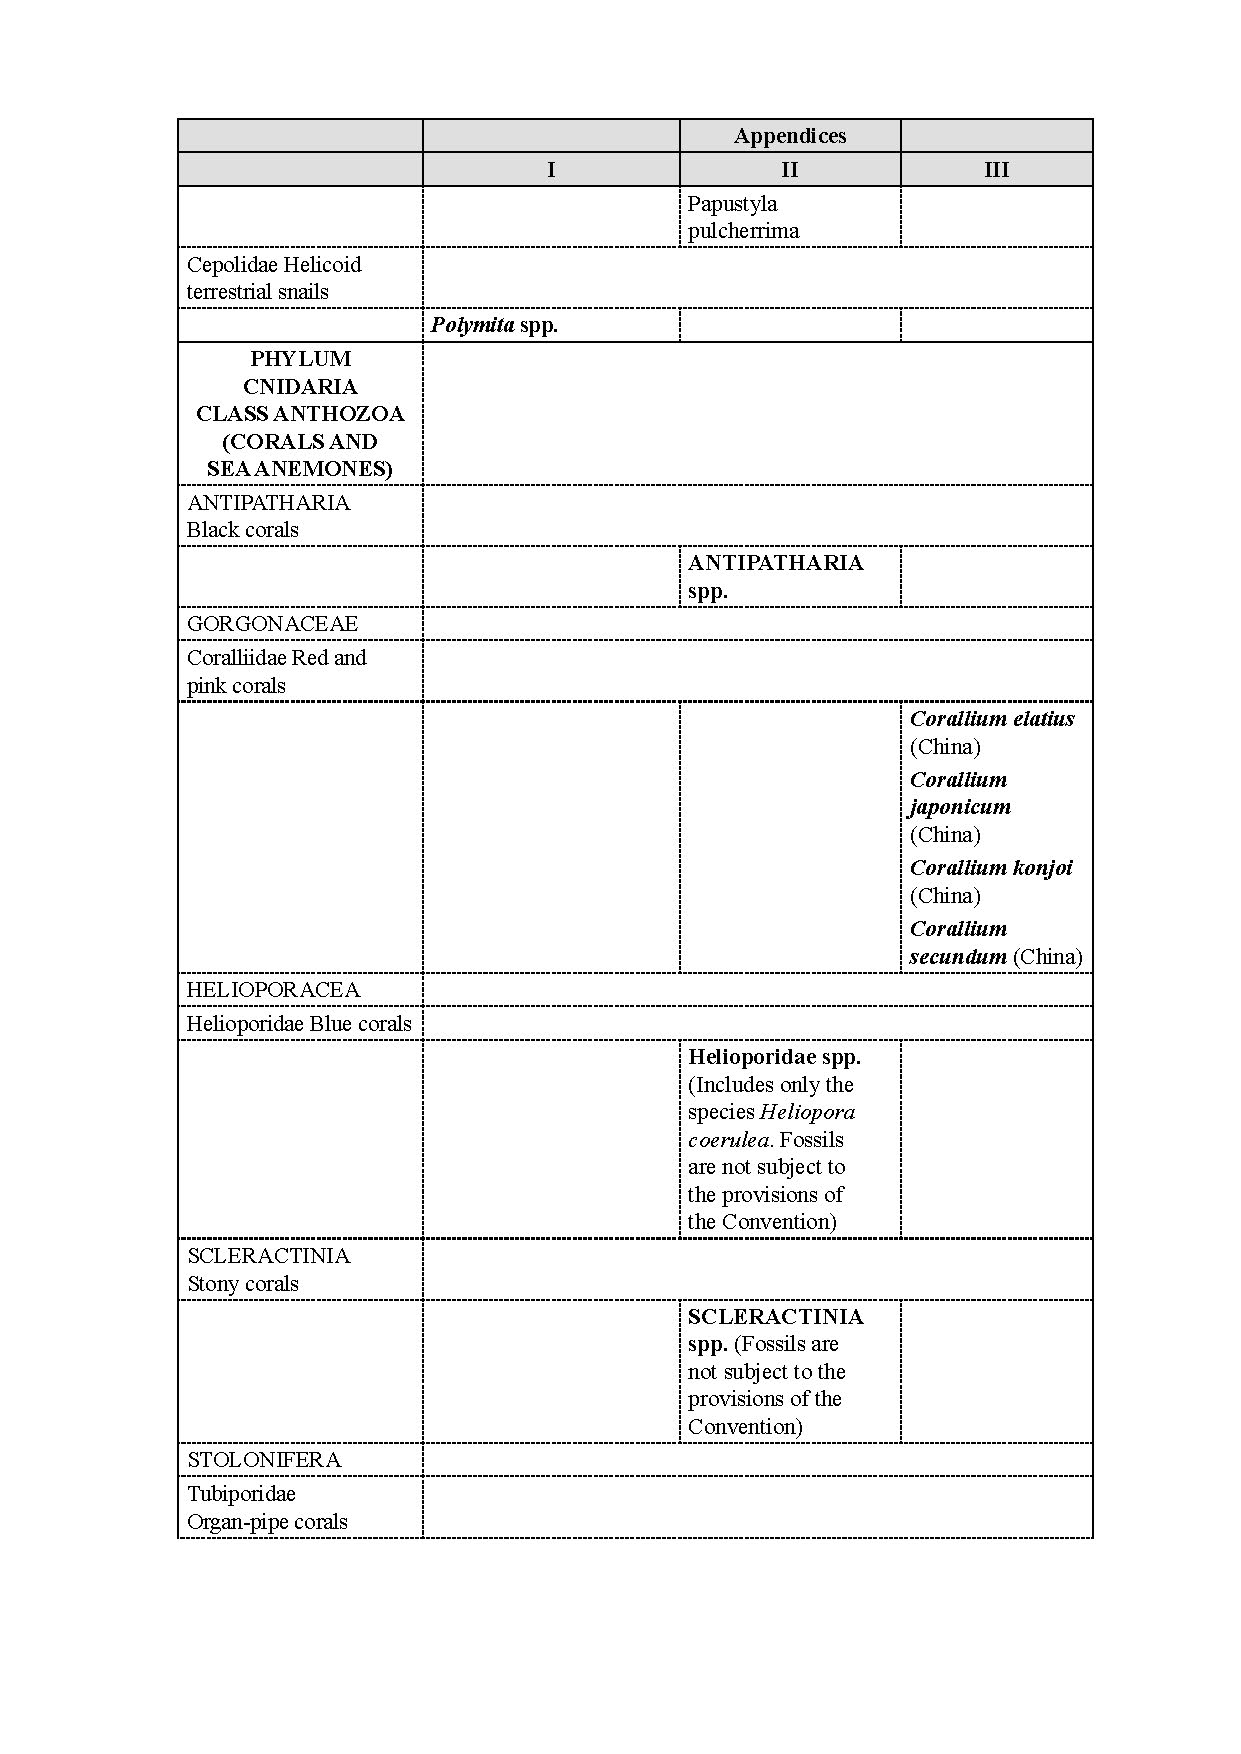 Appendices
I II III
Papustyla
pulcherrima
Cepolidae Helicoid
terrestrial snails
Polymita spp.
PHYLUM
CNIDARIA
CLASS ANTHOZOA
(CORALS AND
SEA ANEMONES)
ANTIPATHARIA
Black corals
ANTIPATHARIA
spp.
GORGONACEAE
Coralliidae Red and
pink corals
Corallium elatius
(China)
Corallium
japonicum
(China)
Corallium konjoi
(China)
Corallium
secundum (China)
HELIOPORACEA
Helioporidae Blue corals
Helioporidae spp.
(Includes only the
species Heliopora
coerulea. Fossils
are not subject to
the provisions of
the Convention)
SCLERACTINIA
Stony corals
SCLERACTINIA
spp. (Fossils are
not subject to the
provisions of the
Convention)
STOLONIFERA
Tubiporidae
Organ-pipe corals